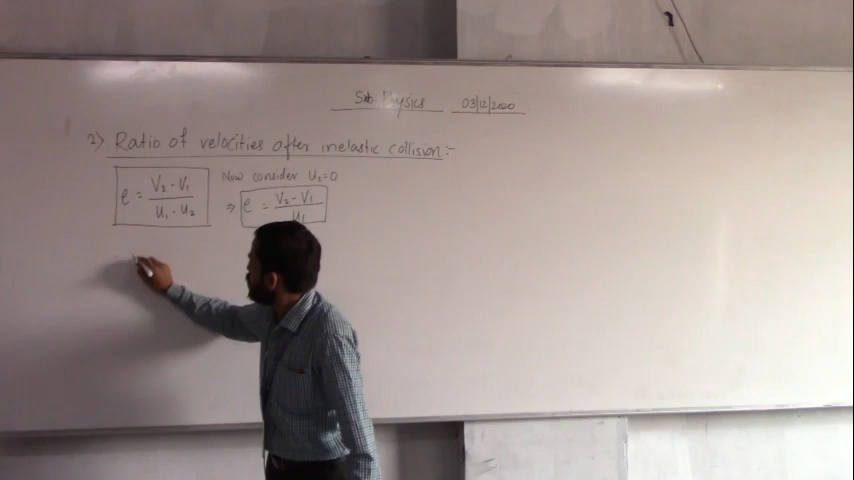 Sub: Physics 03/12/2020
2) Ratio of velocities after inelastic collision :-
e = (V₂ - V₁) / (U₁ - U₂) Now consider U₂ = 0
⇒ e = (V₂ - V₁) / U₁